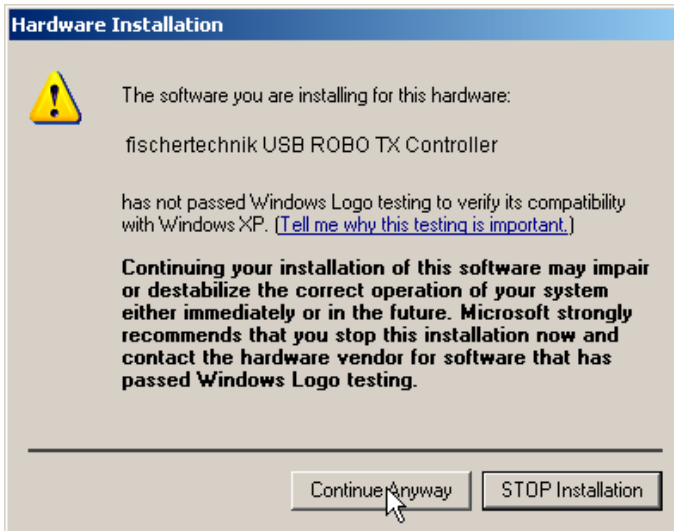 Hardware Installation
The software you are installing for this hardware:
fischertechnik USB ROBO TX Controller
has not passed Windows Logo testing to verify its compatibility
with Windows XP. (Tell me why this testing is important.)
Continuing your installation of this software may impair
or destabilize the correct operation of your system
either immediately or in the future. Microsoft strongly
recommends that you stop this installation now and
contact the hardware vendor for software that has
passed Windows Logo testing.
Continue Anyway STOP Installation